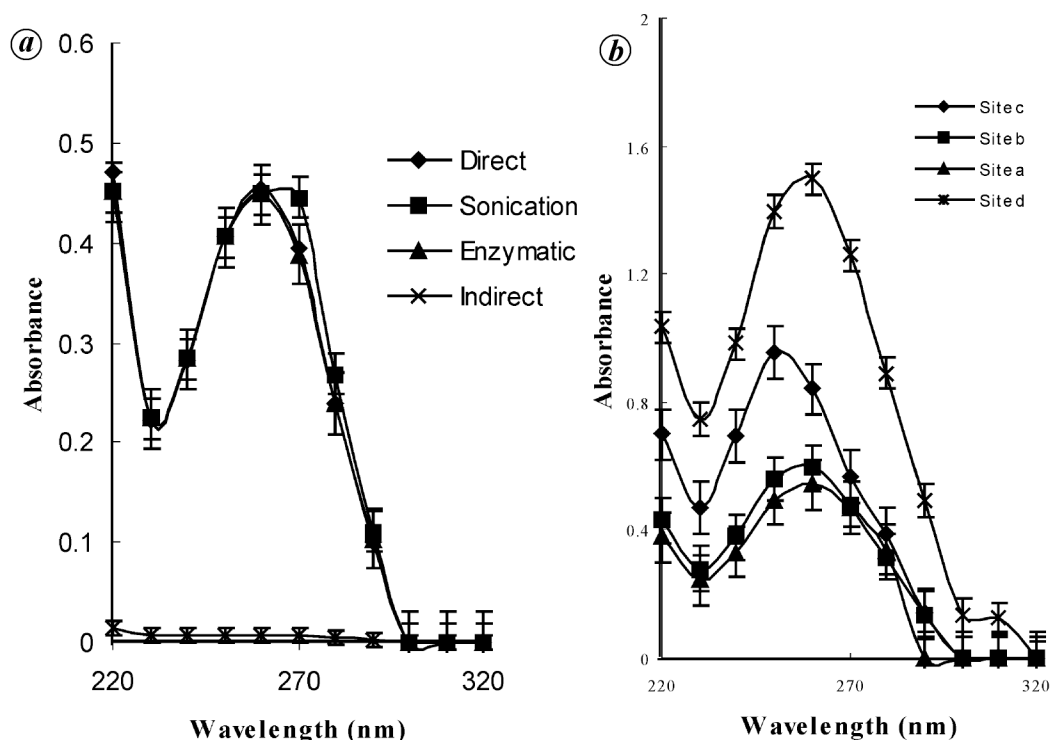 a
0.6
0.5
0.4
0.3
0.2
0.1
0
Absorbance
220
270
320
Wavelength (nm)
Direct
Sonication
Enzymatic
Indirect
b
2
1.6
1.2
0.8
0.4
0
Absorbance
220
270
320
Wavelength (nm)
Site c
Site b
Site a
Site d